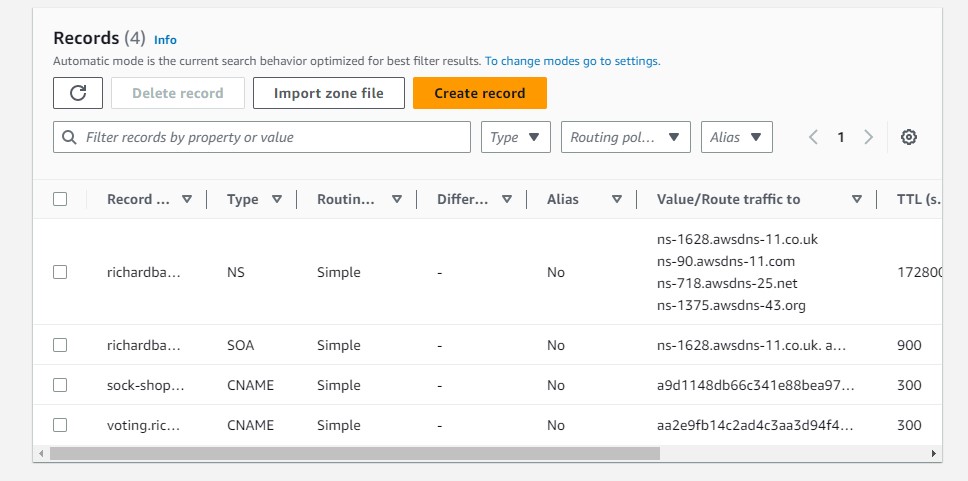 Records (4) Info
Automatic mode is the current search behavior optimized for best filter results. To change modes go to settings.
Delete record Import zone file Create record
Filter records by property or value Type Routing pol... Alias 1
Record ... Type Routin... Differ... Alias Value/Route traffic to TTL (s.
ns-1628.awsdns-11.co.uk
ns-90.awsdns-11.com
richardba... NS Simple - No 172800
ns-718.awsdns-25.net
ns-1375.awsdns-43.org
richardba... SOA Simple - No ns-1628.awsdns-11.co.uk. a... 900
sock-shop... CNAME Simple - No a9d1148db66c341e88bea97... 300
voting.ric... CNAME Simple - No aa2e9fb14c2ad4c3aa3d94f4... 300